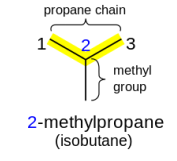 propane chain
1 2 3
methyl
group
2-methylpropane
(isobutane)